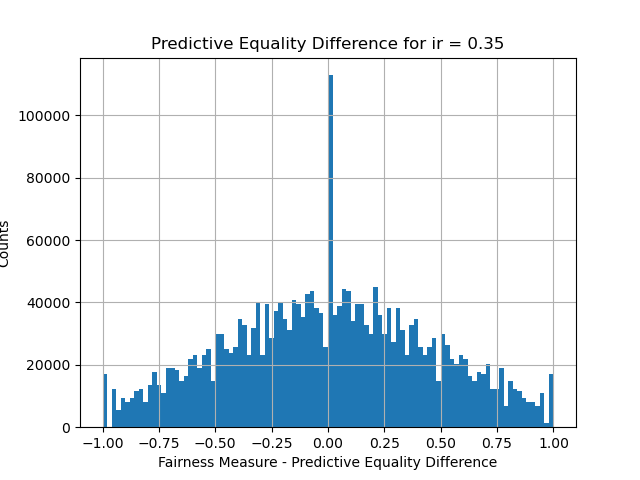 Predictive Equality Difference for ir = 0.35
Counts
100000
80000
60000
40000
20000
0
−1.00 −0.75 −0.50 −0.25 0.00 0.25 0.50 0.75 1.00
Fairness Measure - Predictive Equality Difference